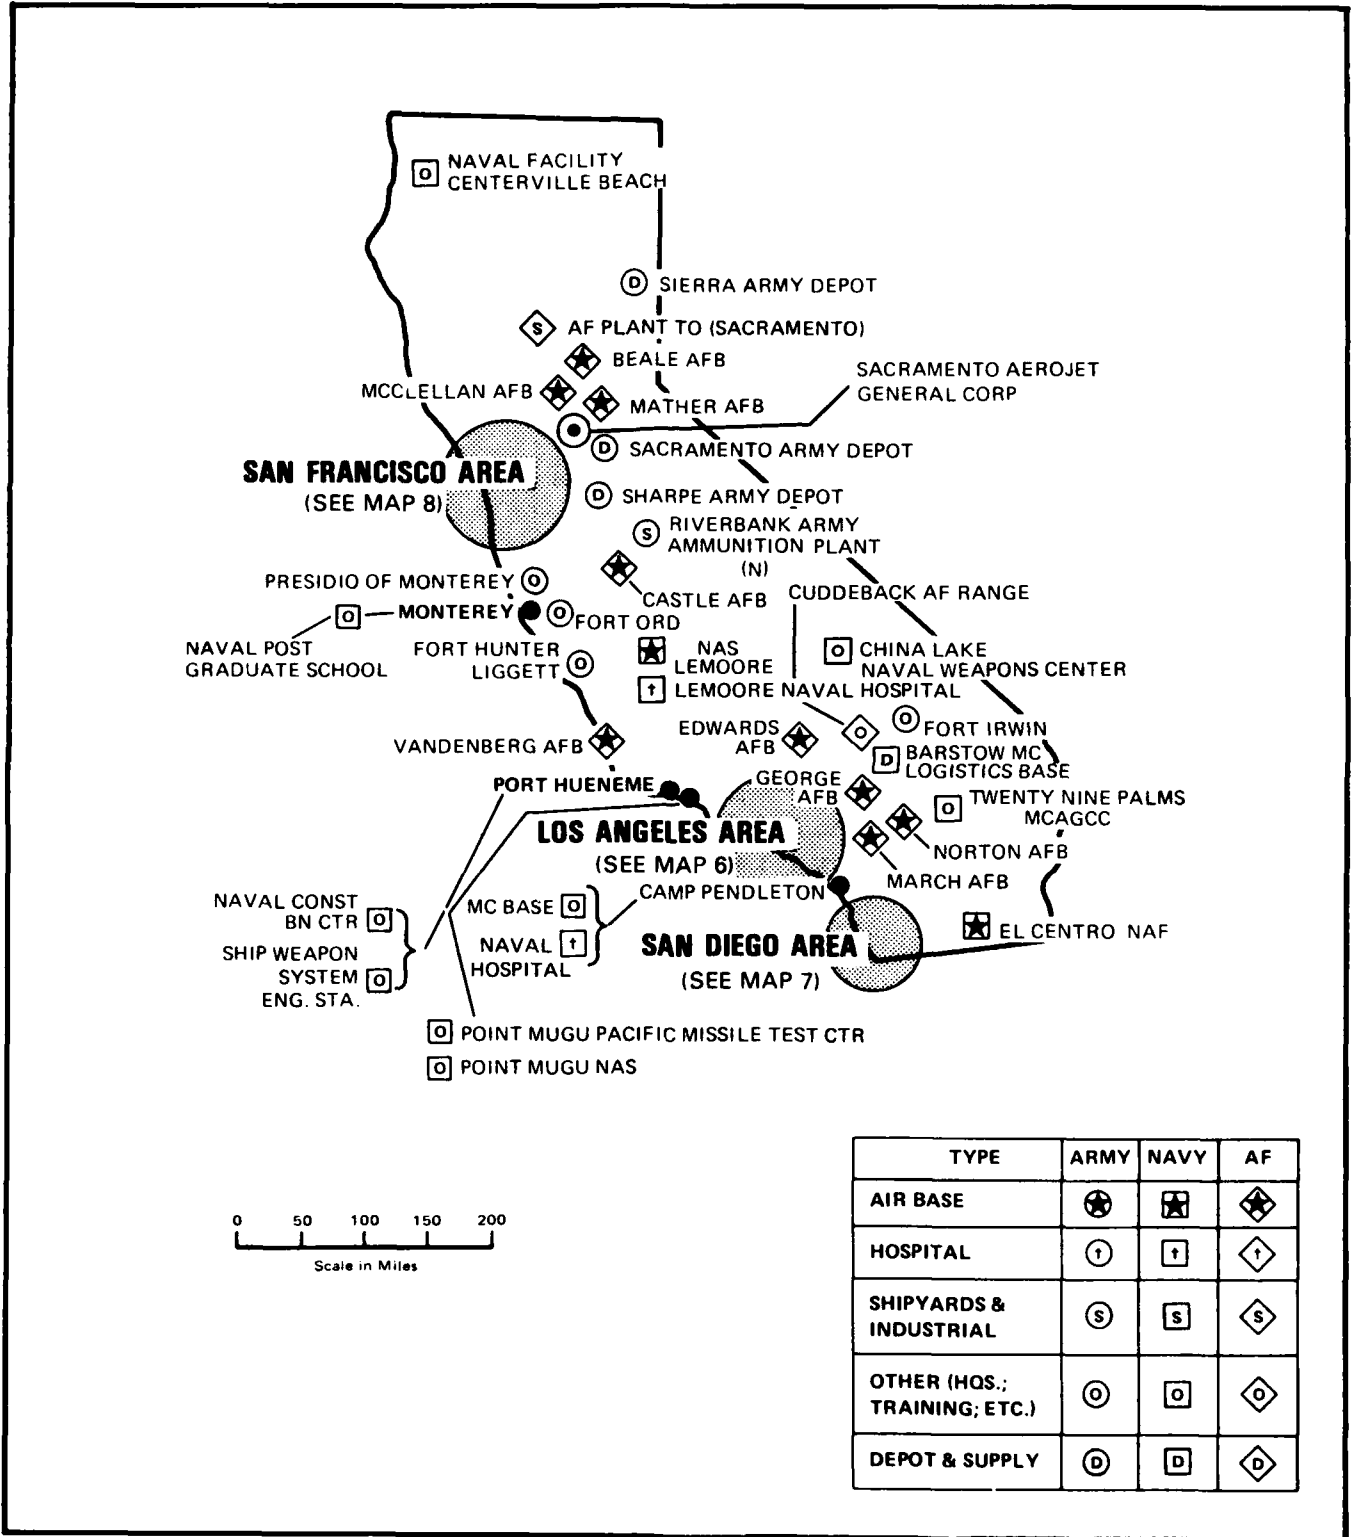 NAVAL FACILITY
CENTERVILLE BEACH
SIERRA ARMY DEPOT
AF PLANT TO (SACRAMENTO)
BEALE AFB
SACRAMENTO AEROJET
GENERAL CORP
MCCLELLAN AFB
MATHER AFB
SACRAMENTO ARMY DEPOT
SAN FRANCISCO AREA
(SEE MAP 8)
SHARPE ARMY DEPOT
RIVERBANK ARMY
AMMUNITION PLANT
(N)
PRESIDIO OF MONTEREY
CASTLE AFB
CUDDEBACK AF RANGE
MONTEREY
FORT ORD
NAVAL POST
GRADUATE SCHOOL
FORT HUNTER
LIGGETT
NAS
LEMOORE
CHINA LAKE
NAVAL WEAPONS CENTER
LEMOORE NAVAL HOSPITAL
FORT IRWIN
EDWARDS
AFB
VANDENBERG AFB
BARSTOW MC
LOGISTICS BASE
PORT HUENEME
GEORGE
AFB
TWENTY NINE PALMS
MCAGCC
LOS ANGELES AREA
(SEE MAP 6)
NORTON AFB
MARCH AFB
CAMP PENDLETON
NAVAL CONST
BN CTR
MC BASE
NAVAL
HOSPITAL
SHIP WEAPON
SYSTEM
ENG. STA.
SAN DIEGO AREA
(SEE MAP 7)
EL CENTRO NAF
POINT MUGU PACIFIC MISSILE TEST CTR
POINT MUGU NAS
TYPE ARMY NAVY AF
AIR BASE
HOSPITAL
SHIPYARDS &
INDUSTRIAL S S S
OTHER (HQS.;
TRAINING; ETC.) O O O
DEPOT & SUPPLY D D D
0 50 100 150 200
Scale in Miles